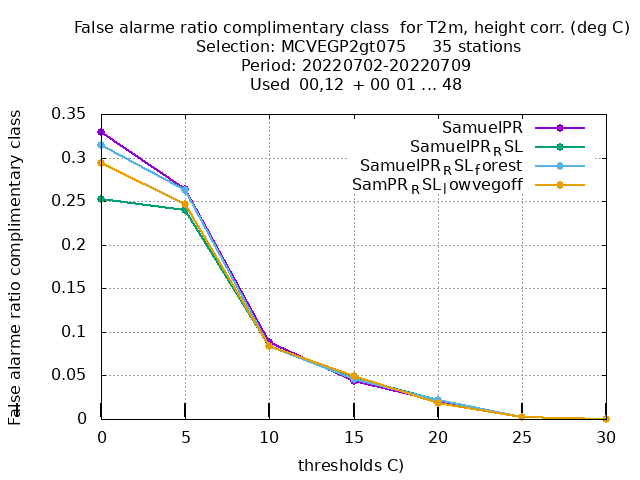 False alarme ratio complimentary class  for T2m, height corr. (deg C)
Selection: MCVEGP2gt075     35 stations
Period: 20220702-20220709
Used  00,12  + 00 01 ... 48
False alarme ratio complimentary class
0.35
0.3
0.25
0.2
0.15
0.1
0.05
0
SamuelPR
SamuelPR_RSL
SamuelPR_RSL_forest
SamPR_RSL_lowvegoff
0 5 10 15 20 25 30
thresholds C)